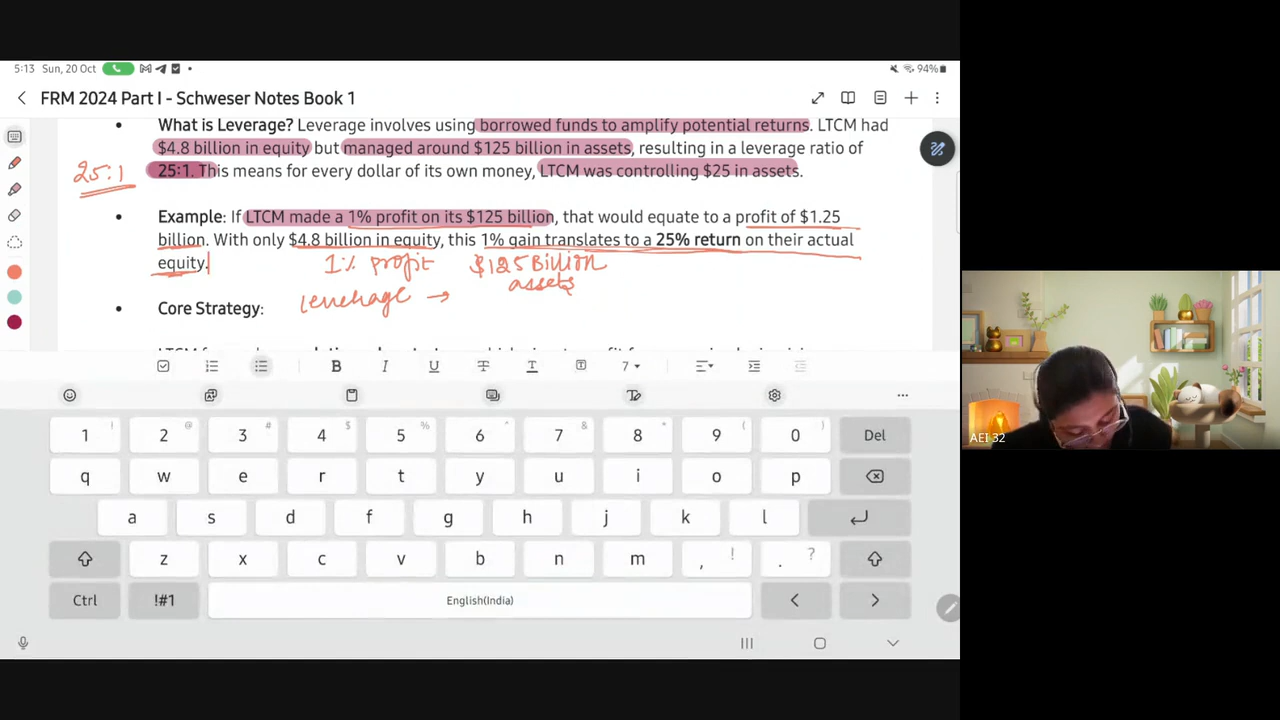 5:13 Sun, 20 Oct 94%
FRM 2024 Part I - Schweser Notes Book 1
• What is Leverage? Leverage involves using borrowed funds to amplify potential returns. LTCM had
$4.8 billion in equity but managed around $125 billion in assets, resulting in a leverage ratio of
25:1 25:1. This means for every dollar of its own money, LTCM was controlling $25 in assets.
• Example: If LTCM made a 1% profit on its $125 billion, that would equate to a profit of $1.25
billion. With only $4.8 billion in equity, this 1% gain translates to a 25% return on their actual
equity.
1% profit $125 Billion
assets
leverage →
• Core Strategy:
B I U T T 7
1 ! 2 @ 3 # 4 $ 5 % 6 ^ 7 & 8 * 9 ( 0 ) Del
q w e r t y u i o p
a s d f g h j k l
z x c v b n m , ! . ?
Ctrl !#1 English(India) < >
AEI 32